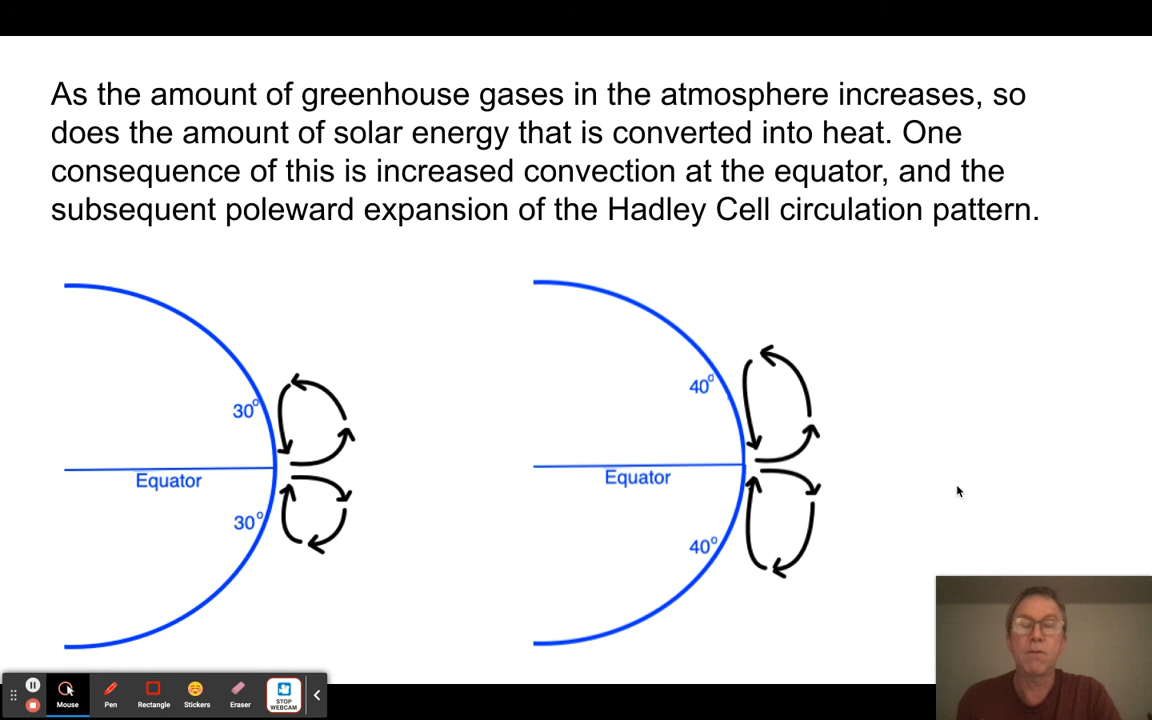 As the amount of greenhouse gases in the atmosphere increases, so
does the amount of solar energy that is converted into heat. One
consequence of this is increased convection at the equator, and the
subsequent poleward expansion of the Hadley Cell circulation pattern.
30°
Equator
30°
40°
Equator
40°
Mouse
Pen
Rectangle
Stickers
Eraser
STOP
WEBCAM